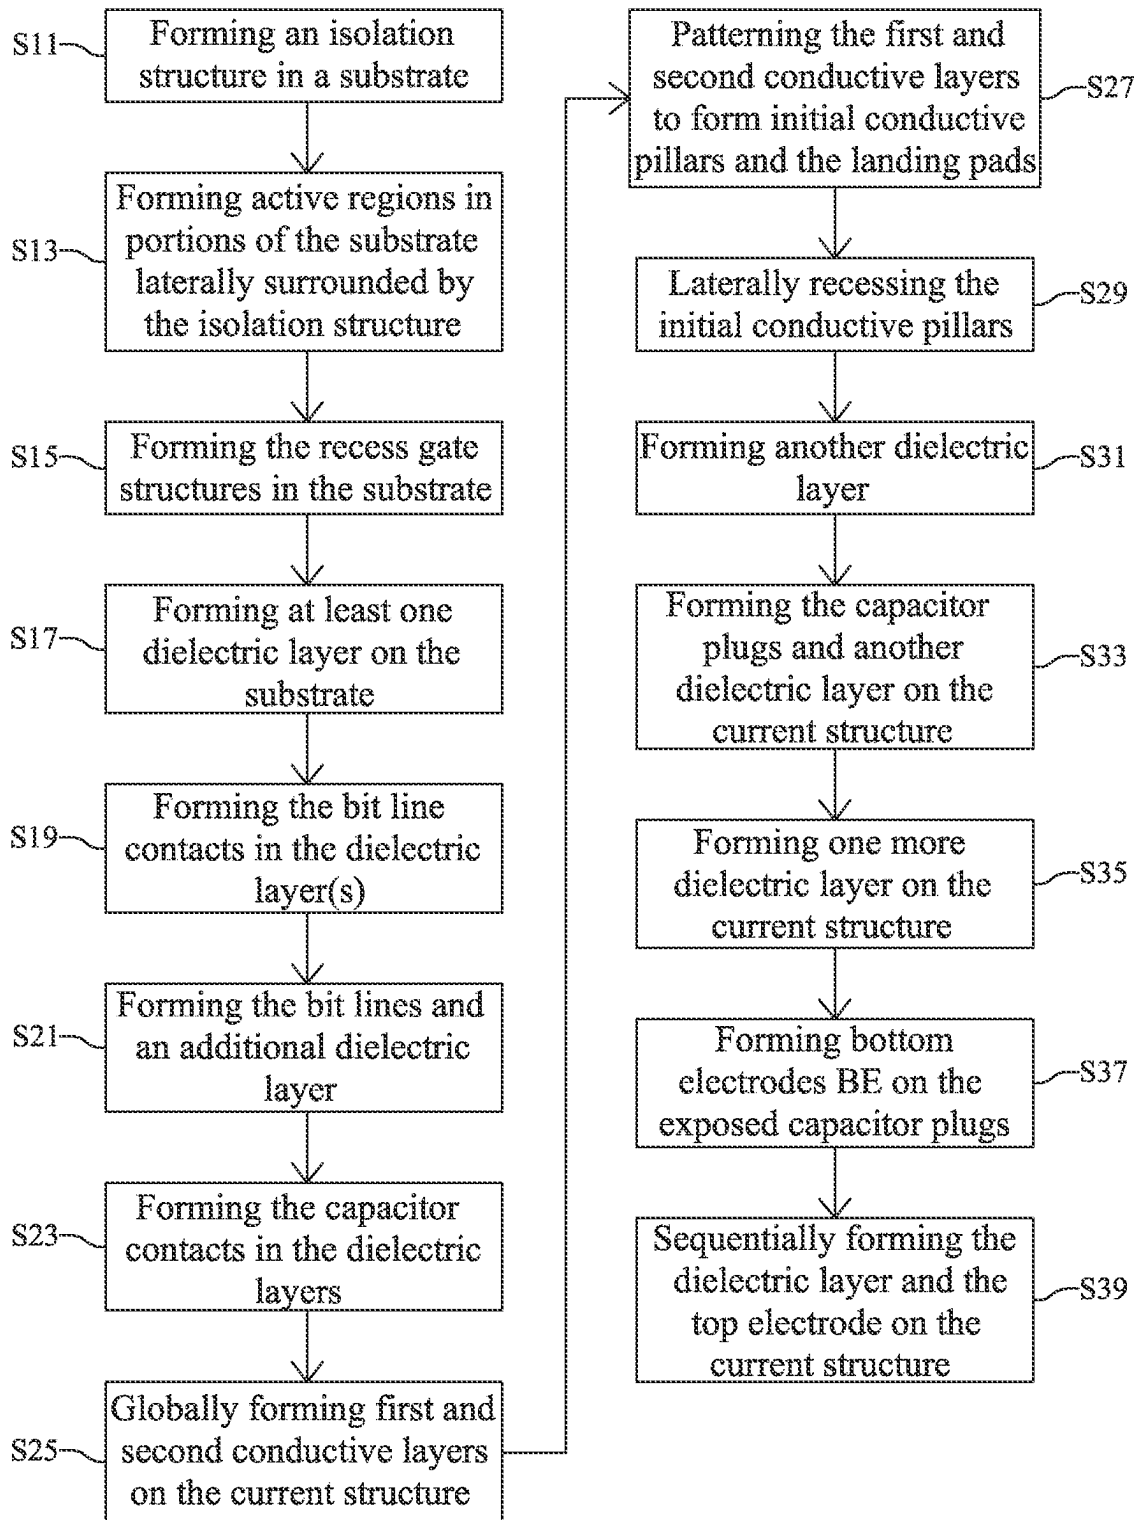 S11
Forming an isolation
structure in a substrate
S13
Forming active regions in
portions of the substrate
laterally surrounded by
the isolation structure
S15
Forming the recess gate
structures in the substrate
S17
Forming at least one
dielectric layer on the
substrate
S19
Forming the bit line
contacts in the dielectric
layer(s)
S21
Forming the bit lines and
an additional dielectric
layer
S23
Forming the capacitor
contacts in the dielectric
layers
S25
Globally forming first and
second conductive layers
on the current structure
Patterning the first and
second conductive layers
to form initial conductive
pillars and the landing pads
S27
Laterally recessing the
initial conductive pillars
S29
Forming another dielectric
layer
S31
Forming the capacitor
plugs and another
dielectric layer on the
current structure
S33
Forming one more
dielectric layer on the
current structure
S35
Forming bottom
electrodes BE on the
exposed capacitor plugs
S37
Sequentially forming the
dielectric layer and the
top electrode on the
current structure
S39